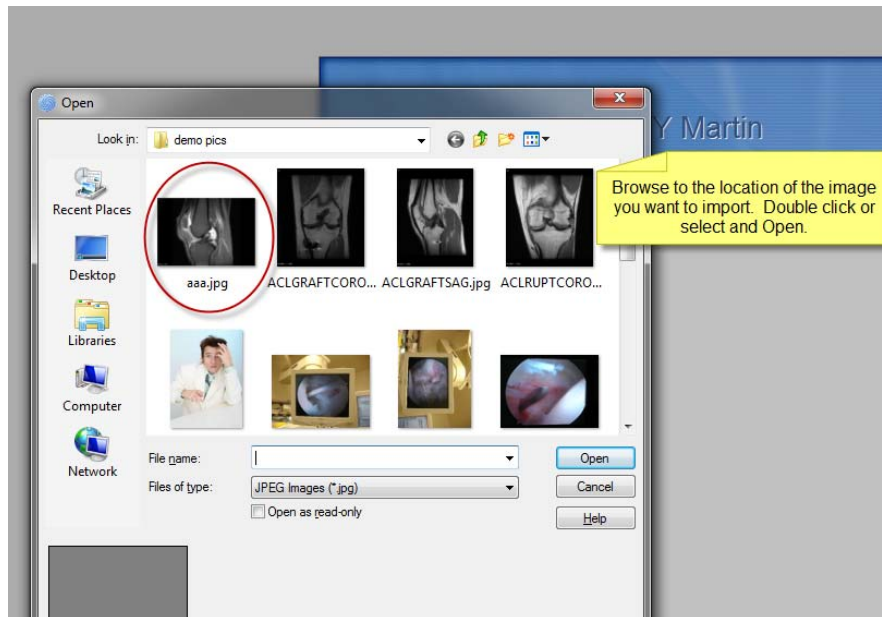 Open
Y Martin
Look in:
demo pics
Browse to the location of the image
you want to import. Double click or
select and Open.
Recent Places
Desktop
Libraries
Computer
Network
aaa.jpg
ACLGRAFTCORO...
ACLGRAFTSAG.jpg
ACLRUPTCORO...
File name:
Open
Files of type:
JPEG Images (*.jpg)
Cancel
Open as read-only
Help